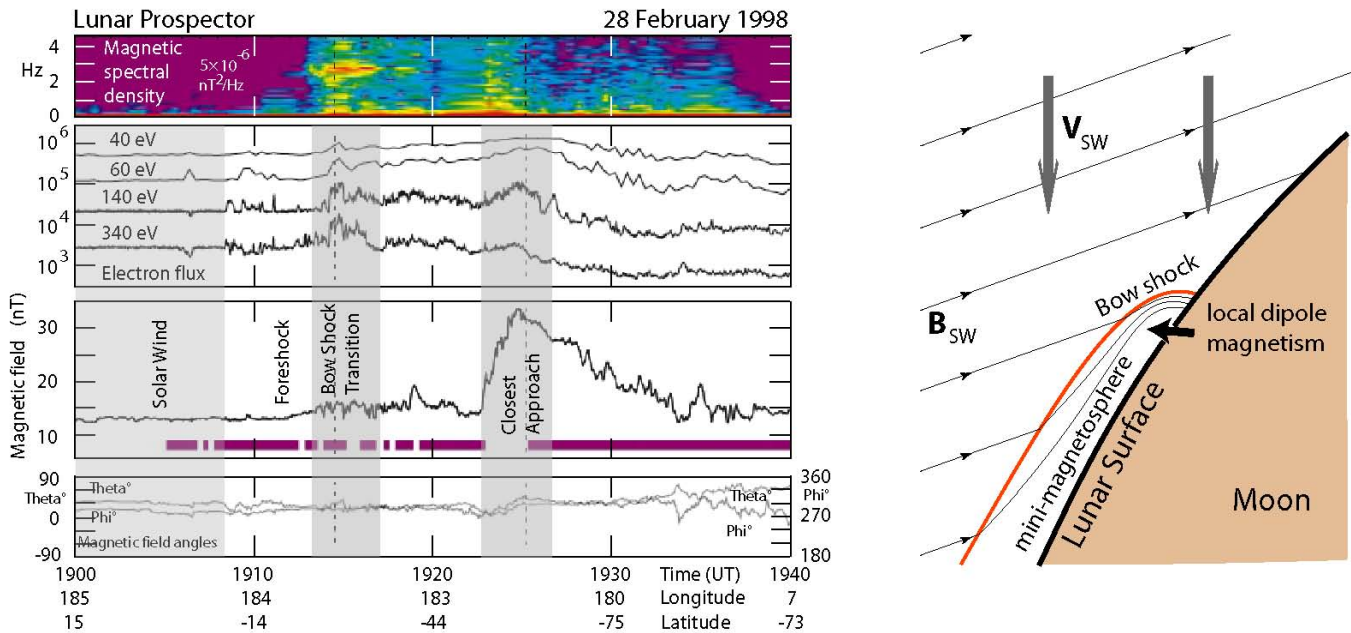 Lunar Prospector
28 February 1998
4
Hz
2
0
Magnetic
spectral
density
5×10⁻⁶
nT²/Hz
10⁶
10⁵
10⁴
10³
40 eV
60 eV
140 eV
340 eV
Electron flux
Magnetic field (nT)
30
20
10
Solar Wind
Foreshock
Bow Shock
Transition
Closest
Approach
90
Theta°
0
-90
Theta°
Phi°
Magnetic field angles
Theta°
Phi°
360
Phi°
270
180
1900
1910
1920
1930
Time (UT)
1940
185
184
183
180
Longitude
7
15
-14
-44
-75
Latitude
-73
V SW
B SW
Bow shock
local dipole
magnetism
mini-magnetosphere
Lunar Surface
Moon